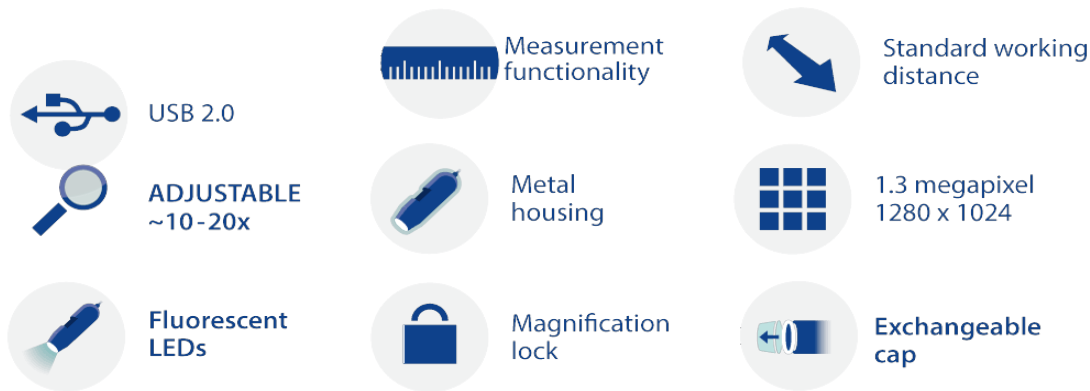 Measurement
functionality
Standard working
distance
USB 2.0
ADJUSTABLE
~10-20x
Metal
housing
1.3 megapixel
1280 x 1024
Fluorescent
LEDs
Magnification
lock
Exchangeable
cap